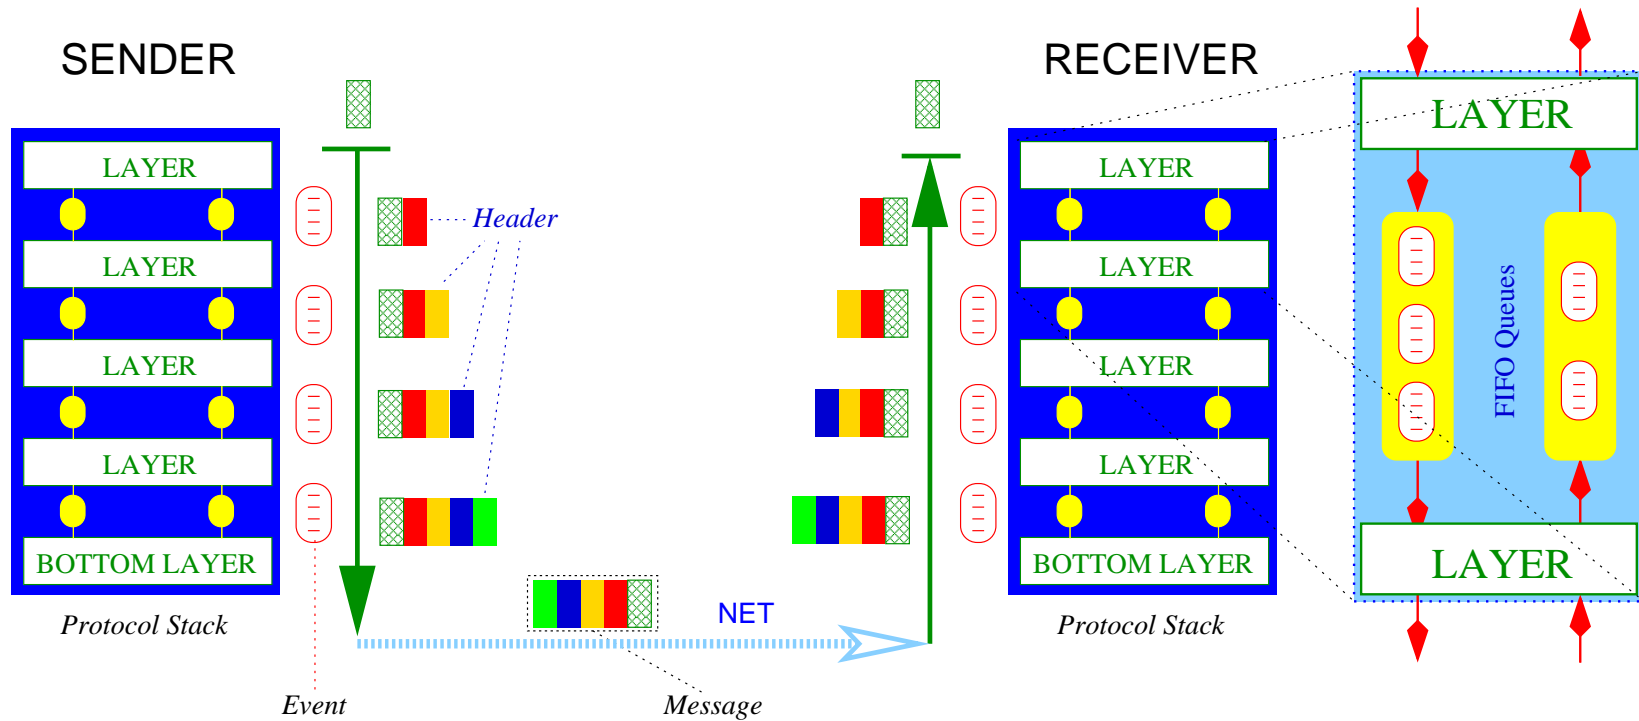 SENDER
RECEIVER
LAYER
LAYER
LAYER
LAYER
BOTTOM LAYER
Protocol Stack
Header
Event
NET
Message
LAYER
LAYER
LAYER
LAYER
BOTTOM LAYER
Protocol Stack
LAYER
FIFO Queues
LAYER